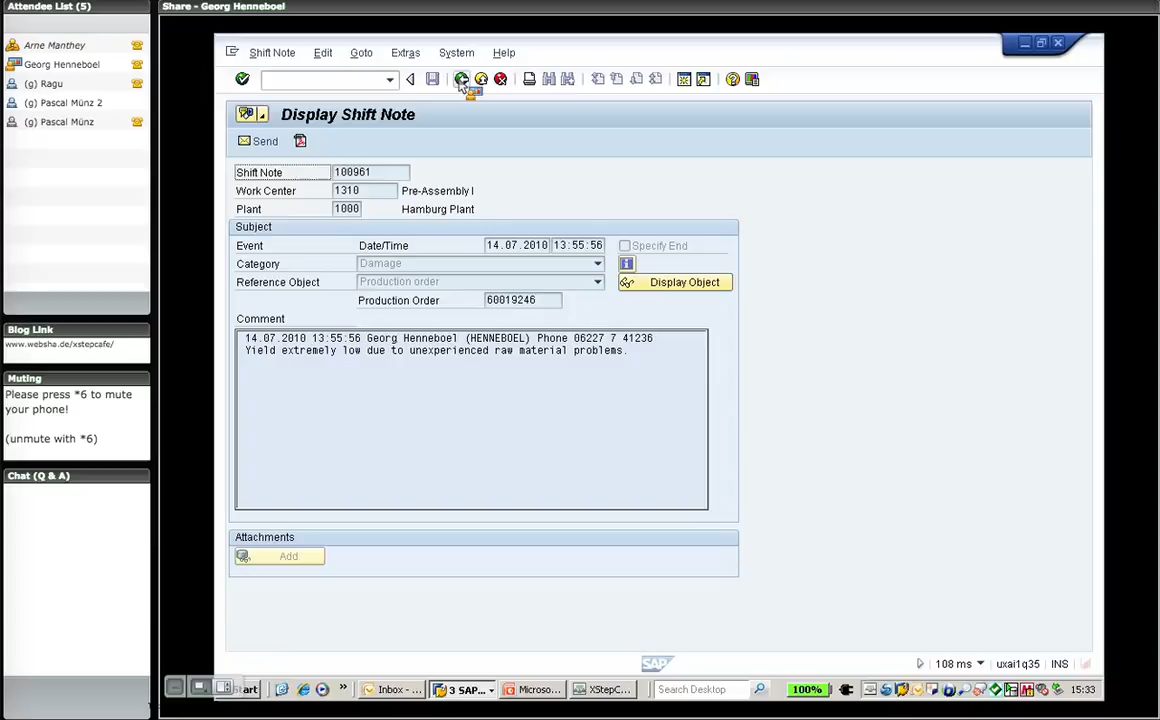 Attendee List (5)
Arne Manthey
Georg Henneboel
(g) Ragu
(g) Pascal Münz 2
(g) Pascal Münz
Blog Link
www.websha.de/xstepcafe/
Muting
Please press *6 to mute
your phone!
(unmute with *6)
Chat (Q & A)
Share - Georg Henneboel
Shift Note Edit Goto Extras System Help
Display Shift Note
Send
Shift Note 100961
Work Center 1310 Pre-Assembly I
Plant 1000 Hamburg Plant
Subject
Event Date/Time 14.07.2010 13:55:56 Specify End
Category Damage
Reference Object Production order Display Object
Production Order 60019246
Comment
14.07.2010 13:55:56 Georg Henneboel (HENNEBOEL) Phone 06227 7 41236
Yield extremely low due to unexperienced raw material problems.
Attachments
Add
SAP
108 ms uxai1q35 INS
Start » Inbox - ... 3 SAP... Microso... XStepC... Search Desktop 100% 15:33